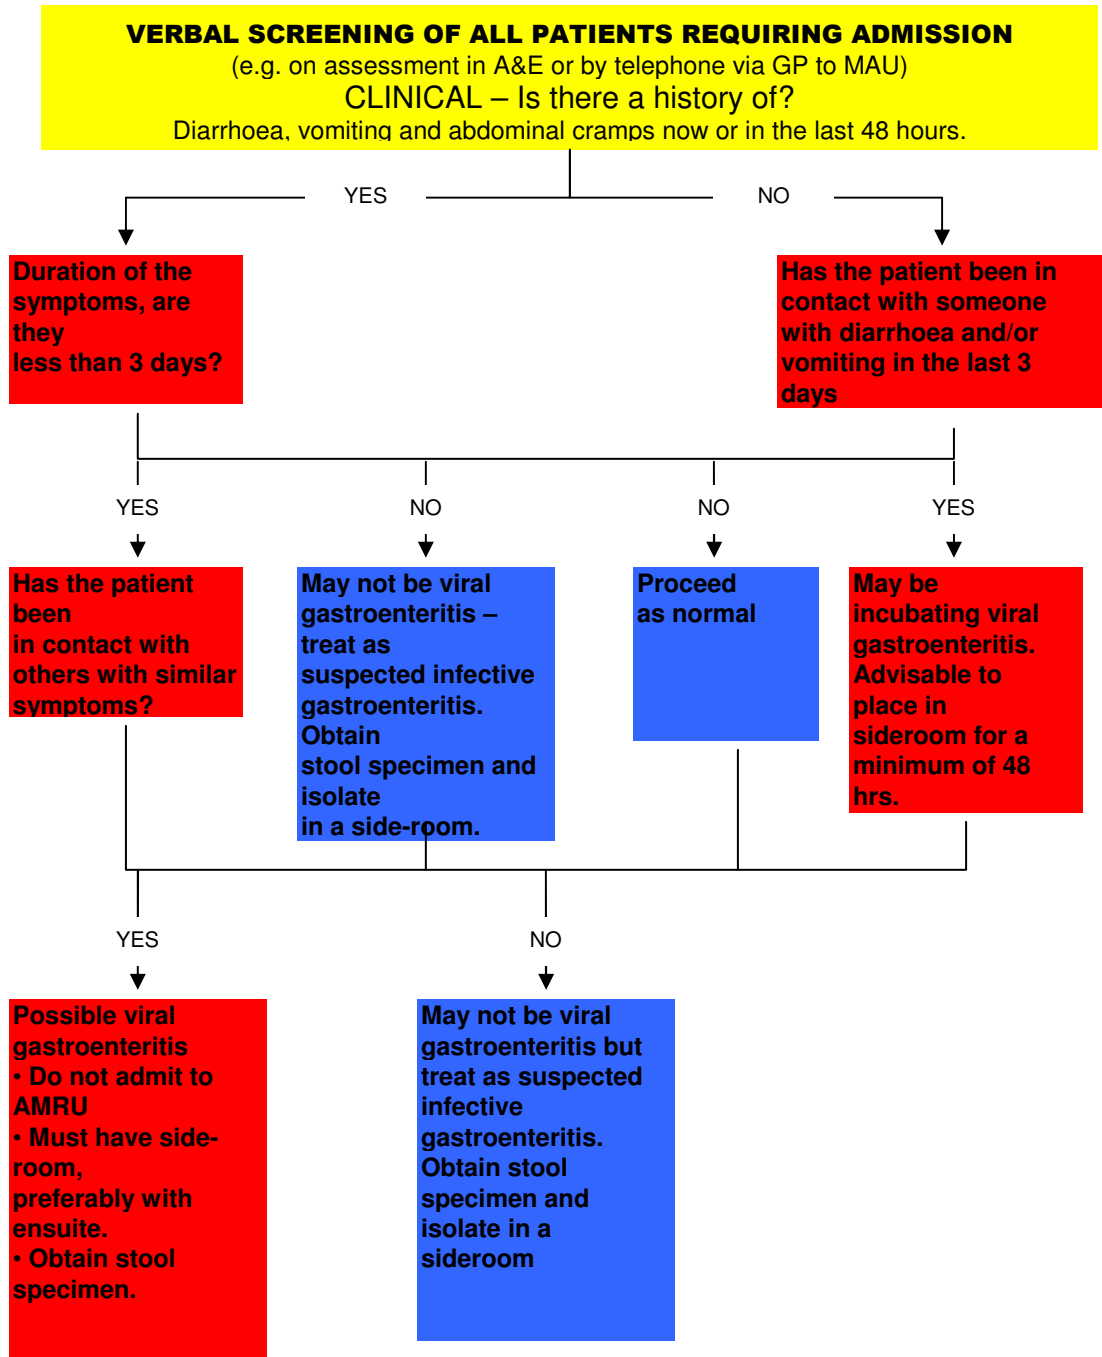 VERBAL SCREENING OF ALL PATIENTS REQUIRING ADMISSION
(e.g. on assessment in A&E or by telephone via GP to MAU)
CLINICAL – Is there a history of?
Diarrhoea, vomiting and abdominal cramps now or in the last 48 hours.
YES
NO
Duration of the
symptoms, are
they
less than 3 days?
Has the patient been in
contact with someone
with diarrhoea and/or
vomiting in the last 3
days
YES
NO
NO
YES
Has the patient
been
in contact with
others with similar
symptoms?
May not be viral
gastroenteritis –
treat as
suspected infective
gastroenteritis.
Obtain
stool specimen and
isolate
in a side-room.
Proceed
as normal
May be
incubating viral
gastroenteritis.
Advisable to
place in
sideroom for a
minimum of 48
hrs.
YES
NO
Possible viral
gastroenteritis
• Do not admit to
AMRU
• Must have side-
room,
preferably with
ensuite.
• Obtain stool
specimen.
May not be viral
gastroenteritis but
treat as suspected
infective
gastroenteritis.
Obtain stool
specimen and
isolate in a
sideroom